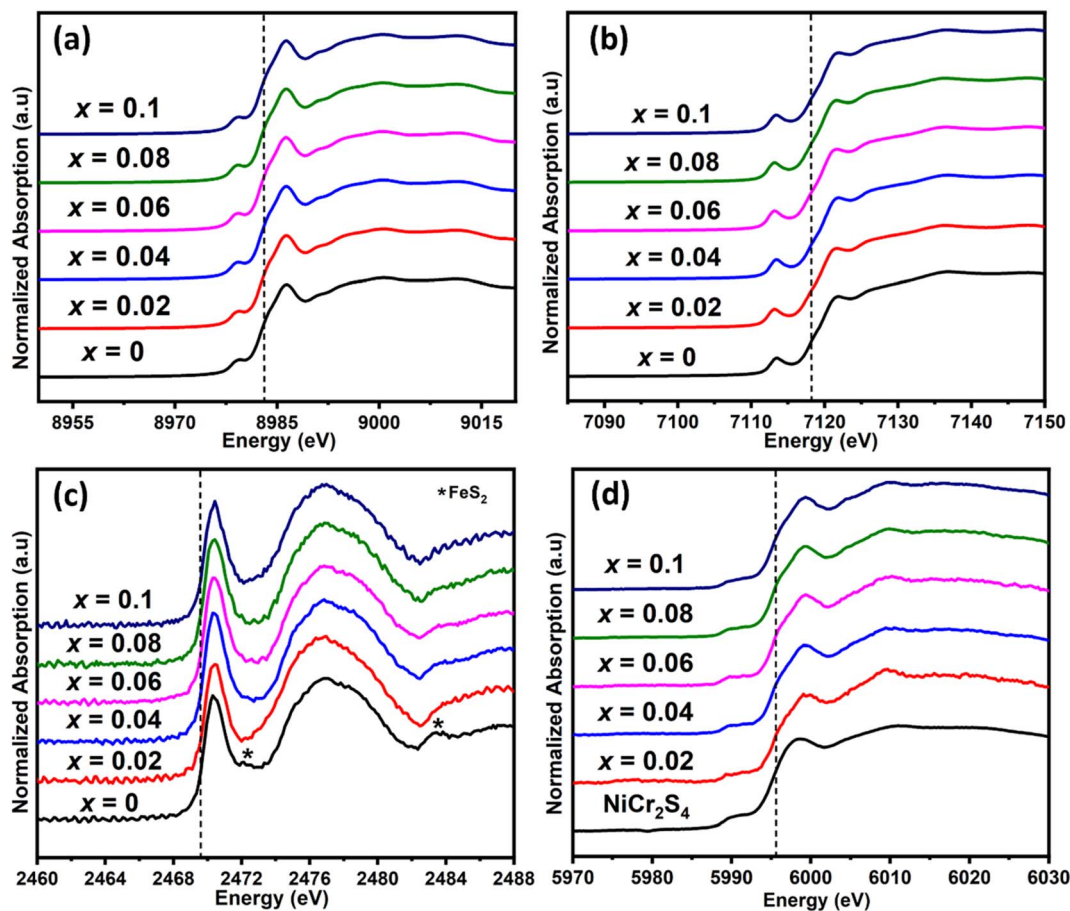 (a)
Normalized Absorption (a.u)
x = 0.1
x = 0.08
x = 0.06
x = 0.04
x = 0.02
x = 0
8955 8970 8985 9000 9015
Energy (eV)
(b)
Normalized Absorption (a.u)
x = 0.1
x = 0.08
x = 0.06
x = 0.04
x = 0.02
x = 0
7090 7100 7110 7120 7130 7140 7150
Energy (eV)
(c)
*FeS₂
Normalized Absorption (a.u)
x = 0.1
x = 0.08
x = 0.06
x = 0.04
x = 0.02
x = 0
*
*
2460 2464 2468 2472 2476 2480 2484 2488
Energy (eV)
(d)
Normalized Absorption (a.u)
x = 0.1
x = 0.08
x = 0.06
x = 0.04
x = 0.02
NiCr₂S₄
5970 5980 5990 6000 6010 6020 6030
Energy (eV)